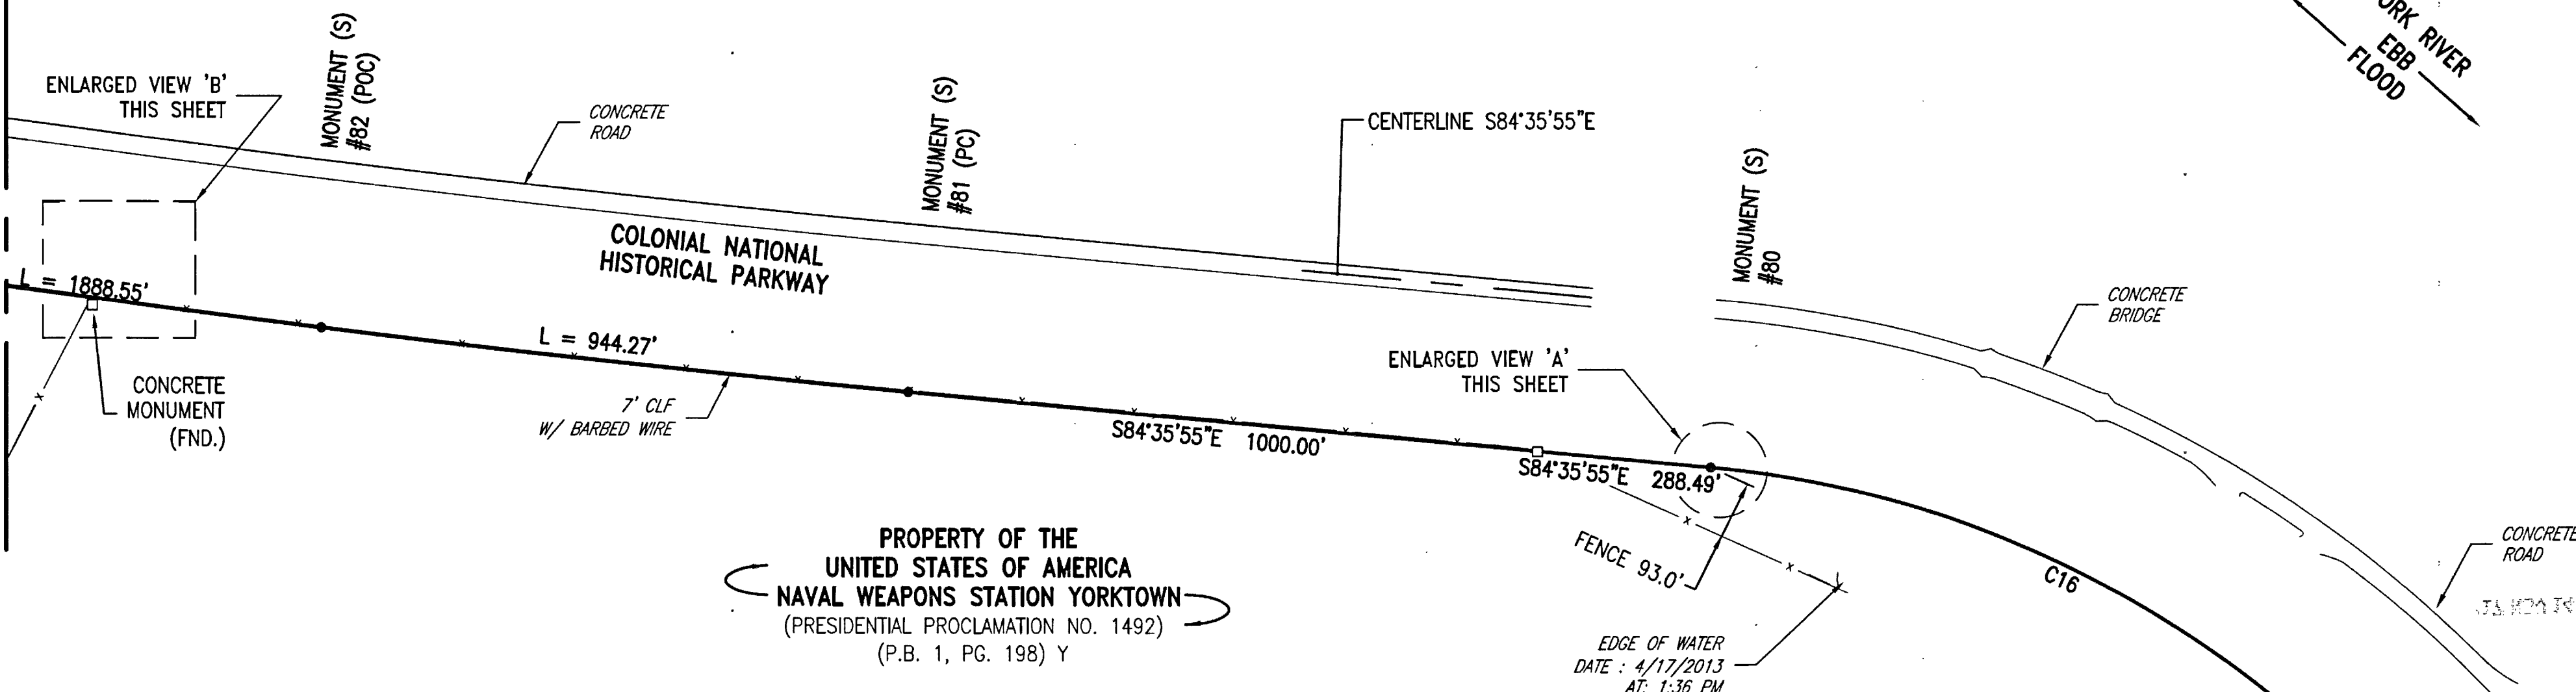 ENLARGED VIEW 'B'
THIS SHEET
MONUMENT (S)
#82 (POC)
CONCRETE
ROAD
MONUMENT (S)
#81 (PC)
CENTERLINE S84°35'55"E
MONUMENT (S)
#80
RIVER
EBB
FLOOD
COLONIAL NATIONAL
HISTORICAL PARKWAY
L = 1888.55'
CONCRETE
MONUMENT
(FND.)
L = 944.27'
7' CLF
W/ BARBED WIRE
S84°35'55"E 1000.00'
ENLARGED VIEW 'A'
THIS SHEET
S84°35'55"E 288.49'
FENCE 93.0'
CONCRETE
BRIDGE
C16
CONCRETE
ROAD
PROPERTY OF THE
UNITED STATES OF AMERICA
NAVAL WEAPONS STATION YORKTOWN
(PRESIDENTIAL PROCLAMATION NO. 1492)
(P.B. 1, PG. 198) Y
EDGE OF WATER
DATE : 4/17/2013
AT: 1:36 PM